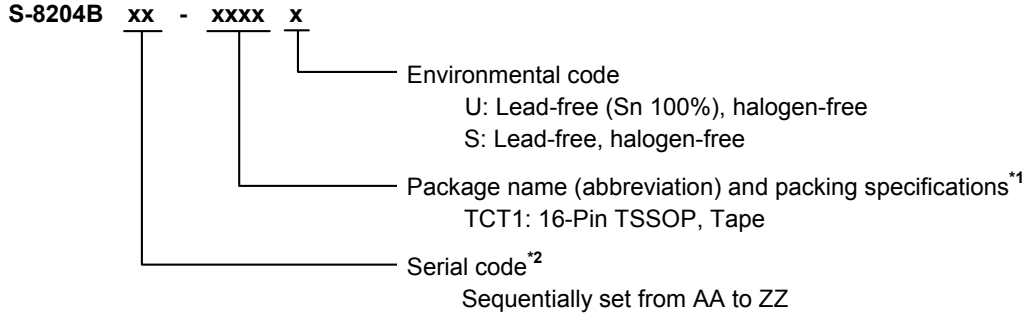 S-8204B xx - xxxx x
Environmental code
U: Lead-free (Sn 100%), halogen-free
S: Lead-free, halogen-free
Package name (abbreviation) and packing specifications*1
TCT1: 16-Pin TSSOP, Tape
Serial code*2
Sequentially set from AA to ZZ